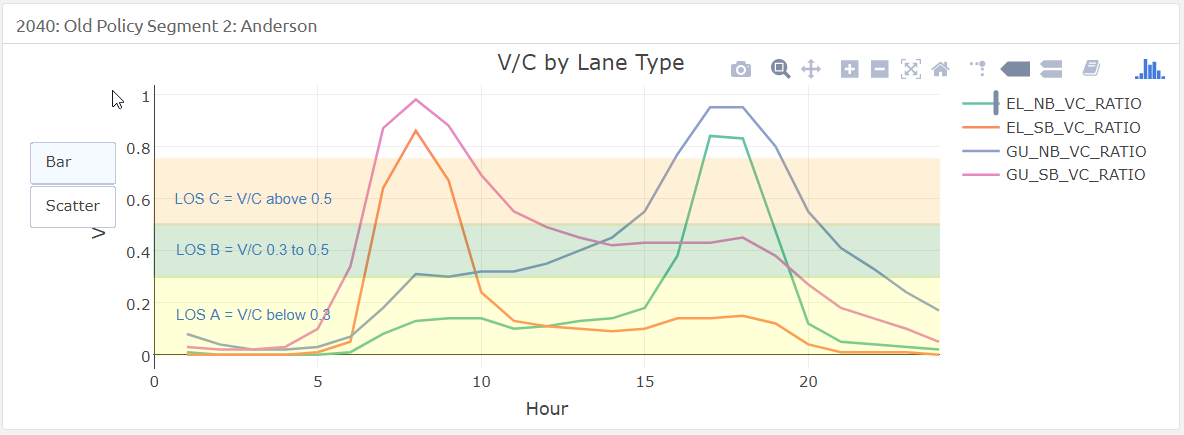 2040: Old Policy Segment 2: Anderson
V/C by Lane Type
EL_NB_VC_RATIO
EL_SB_VC_RATIO
GU_NB_VC_RATIO
GU_SB_VC_RATIO
Bar
Scatter
V
1
0.8
0.6
0.4
0.2
0
LOS C = V/C above 0.5
LOS B = V/C 0.3 to 0.5
LOS A = V/C below 0.3
0 5 10 15 20
Hour